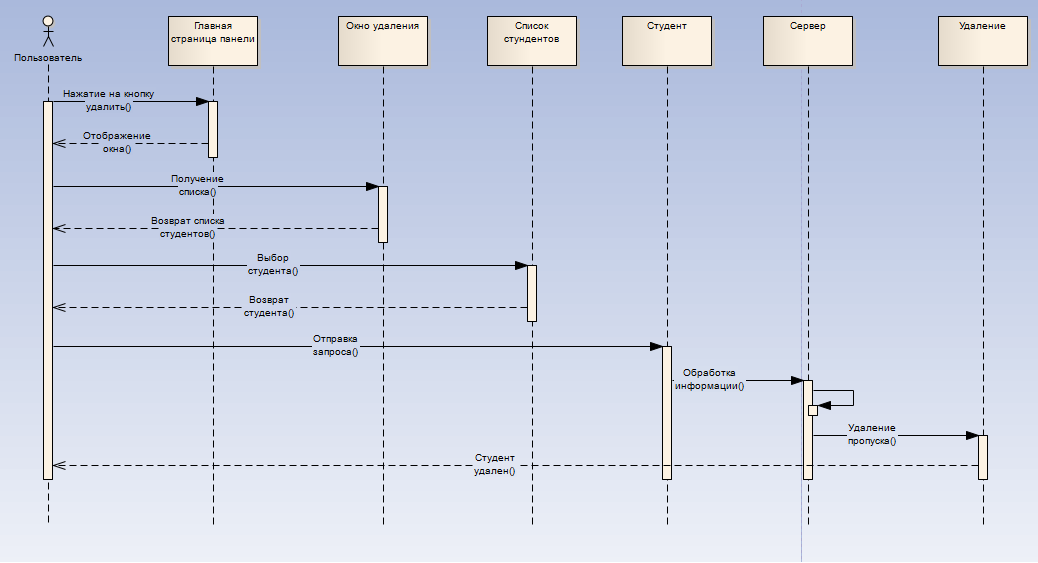 Главная
страница панели
Окно удаления
Список
стундентов
Студент
Сервер
Удаление
Пользователь
Нажатие на кнопку
удалить()
Отображение
окна()
Получение
списка()
Возврат списка
студентов()
Выбор
студента()
Возврат
студента()
Отправка
запроса()
Обработка
информации()
Удаление
пропуска()
Студент
удален()